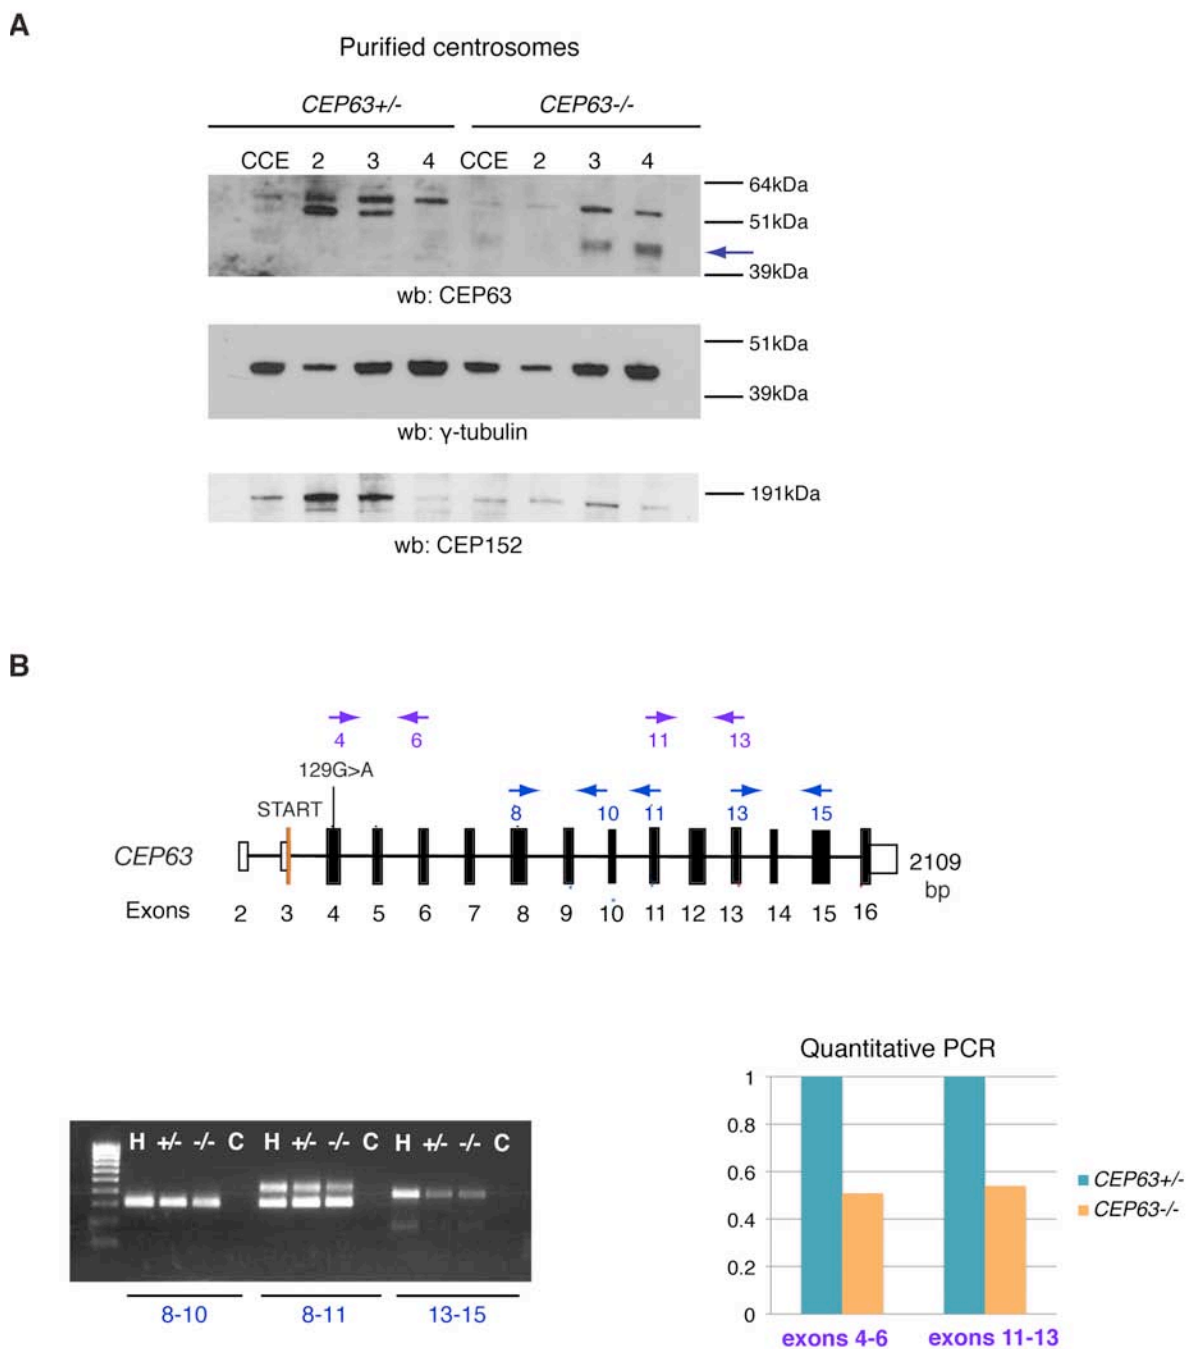 A
Purified centrosomes
CEP63+/- CEP63-/-
CCE 2 3 4 CCE 2 3 4
64kDa
51kDa
39kDa
wb: CEP63
51kDa
39kDa
wb: γ-tubulin
191kDa
wb: CEP152
B
4 6 11 13
129G>A
START 8 10 11 13 15
CEP63 2109
bp
Exons 2 3 4 5 6 7 8 9 10 11 12 13 14 15 16
Quantitative PCR
H +/- -/- C H +/- -/- C H +/- -/- C
8-10 8-11 13-15
1
0.8
0.6
0.4
0.2
0
CEP63+/-
CEP63-/-
exons 4-6 exons 11-13